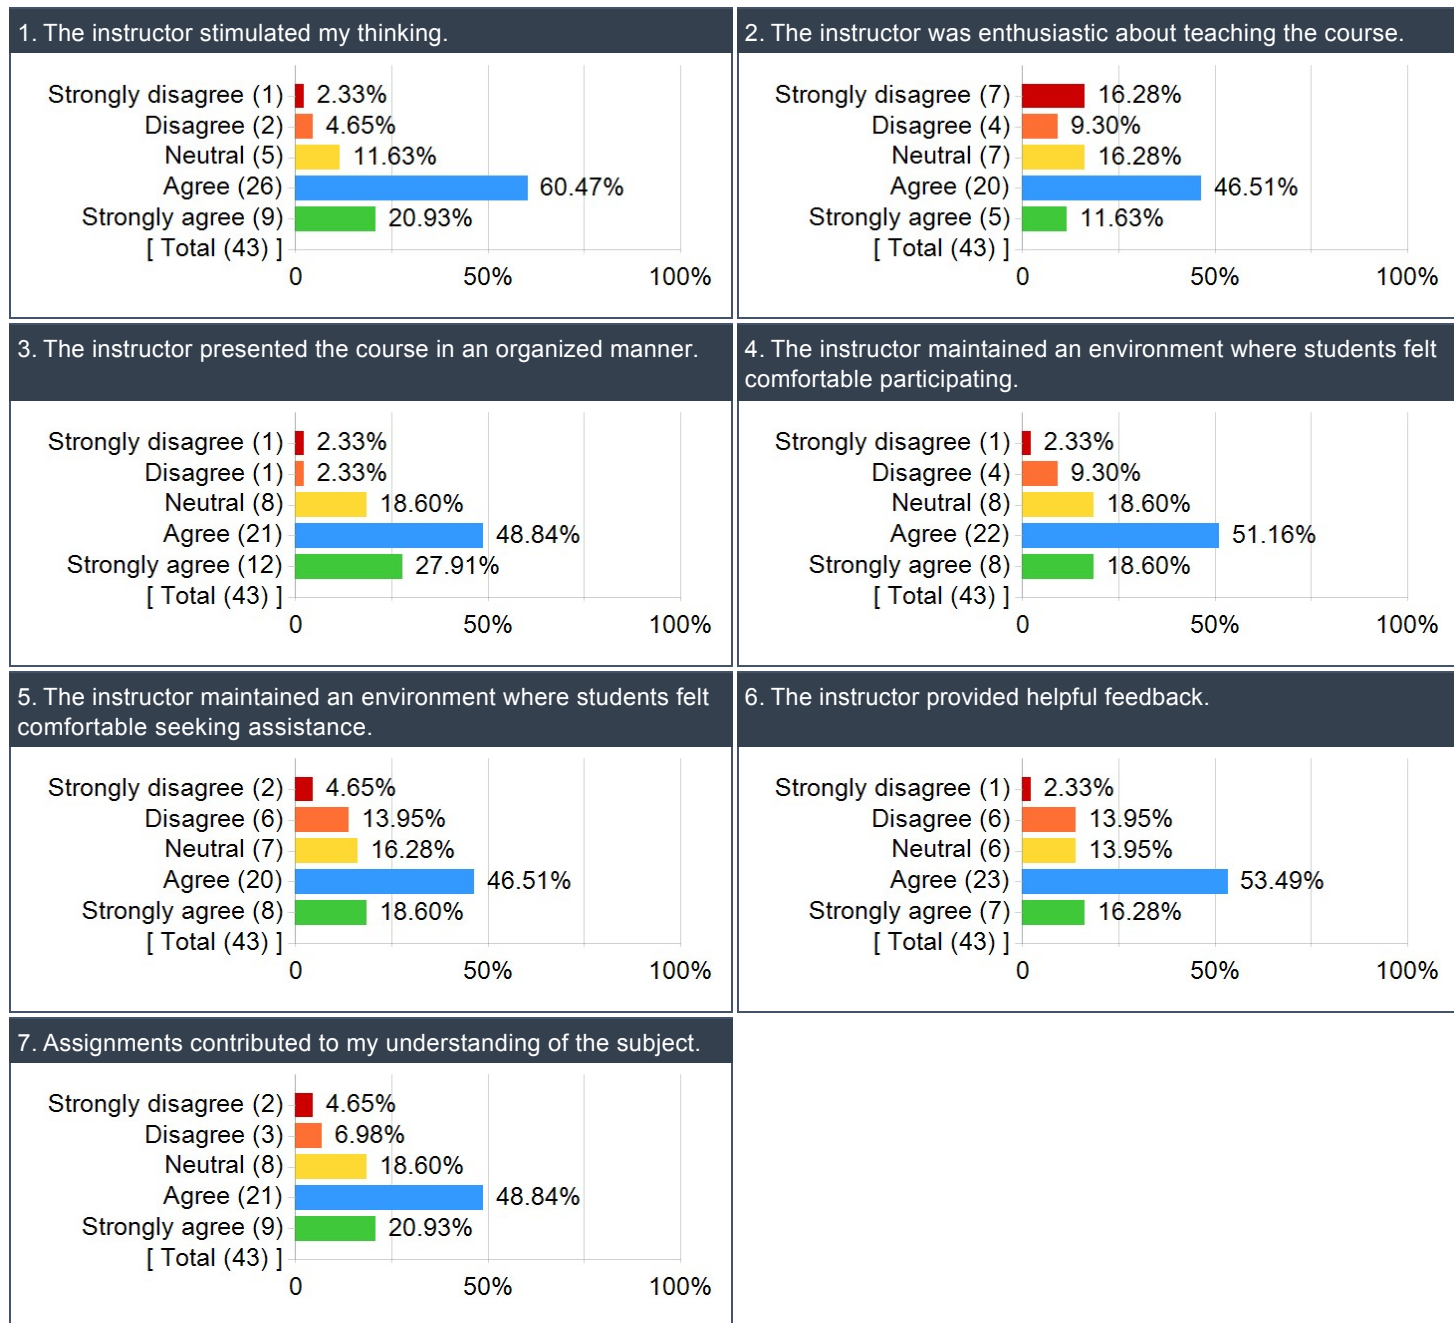 1. The instructor stimulated my thinking.
Strongly disagree (1) 2.33%
Disagree (2) 4.65%
Neutral (5) 11.63%
Agree (26) 60.47%
Strongly agree (9) 20.93%
[ Total (43) ]
0 50% 100%
2. The instructor was enthusiastic about teaching the course.
Strongly disagree (7) 16.28%
Disagree (4) 9.30%
Neutral (7) 16.28%
Agree (20) 46.51%
Strongly agree (5) 11.63%
[ Total (43) ]
0 50% 100%
3. The instructor presented the course in an organized manner.
Strongly disagree (1) 2.33%
Disagree (1) 2.33%
Neutral (8) 18.60%
Agree (21) 48.84%
Strongly agree (12) 27.91%
[ Total (43) ]
0 50% 100%
4. The instructor maintained an environment where students felt
comfortable participating.
Strongly disagree (1) 2.33%
Disagree (4) 9.30%
Neutral (8) 18.60%
Agree (22) 51.16%
Strongly agree (8) 18.60%
[ Total (43) ]
0 50% 100%
5. The instructor maintained an environment where students felt
comfortable seeking assistance.
Strongly disagree (2) 4.65%
Disagree (6) 13.95%
Neutral (7) 16.28%
Agree (20) 46.51%
Strongly agree (8) 18.60%
[ Total (43) ]
0 50% 100%
6. The instructor provided helpful feedback.
Strongly disagree (1) 2.33%
Disagree (6) 13.95%
Neutral (6) 13.95%
Agree (23) 53.49%
Strongly agree (7) 16.28%
[ Total (43) ]
0 50% 100%
7. Assignments contributed to my understanding of the subject.
Strongly disagree (2) 4.65%
Disagree (3) 6.98%
Neutral (8) 18.60%
Agree (21) 48.84%
Strongly agree (9) 20.93%
[ Total (43) ]
0 50% 100%